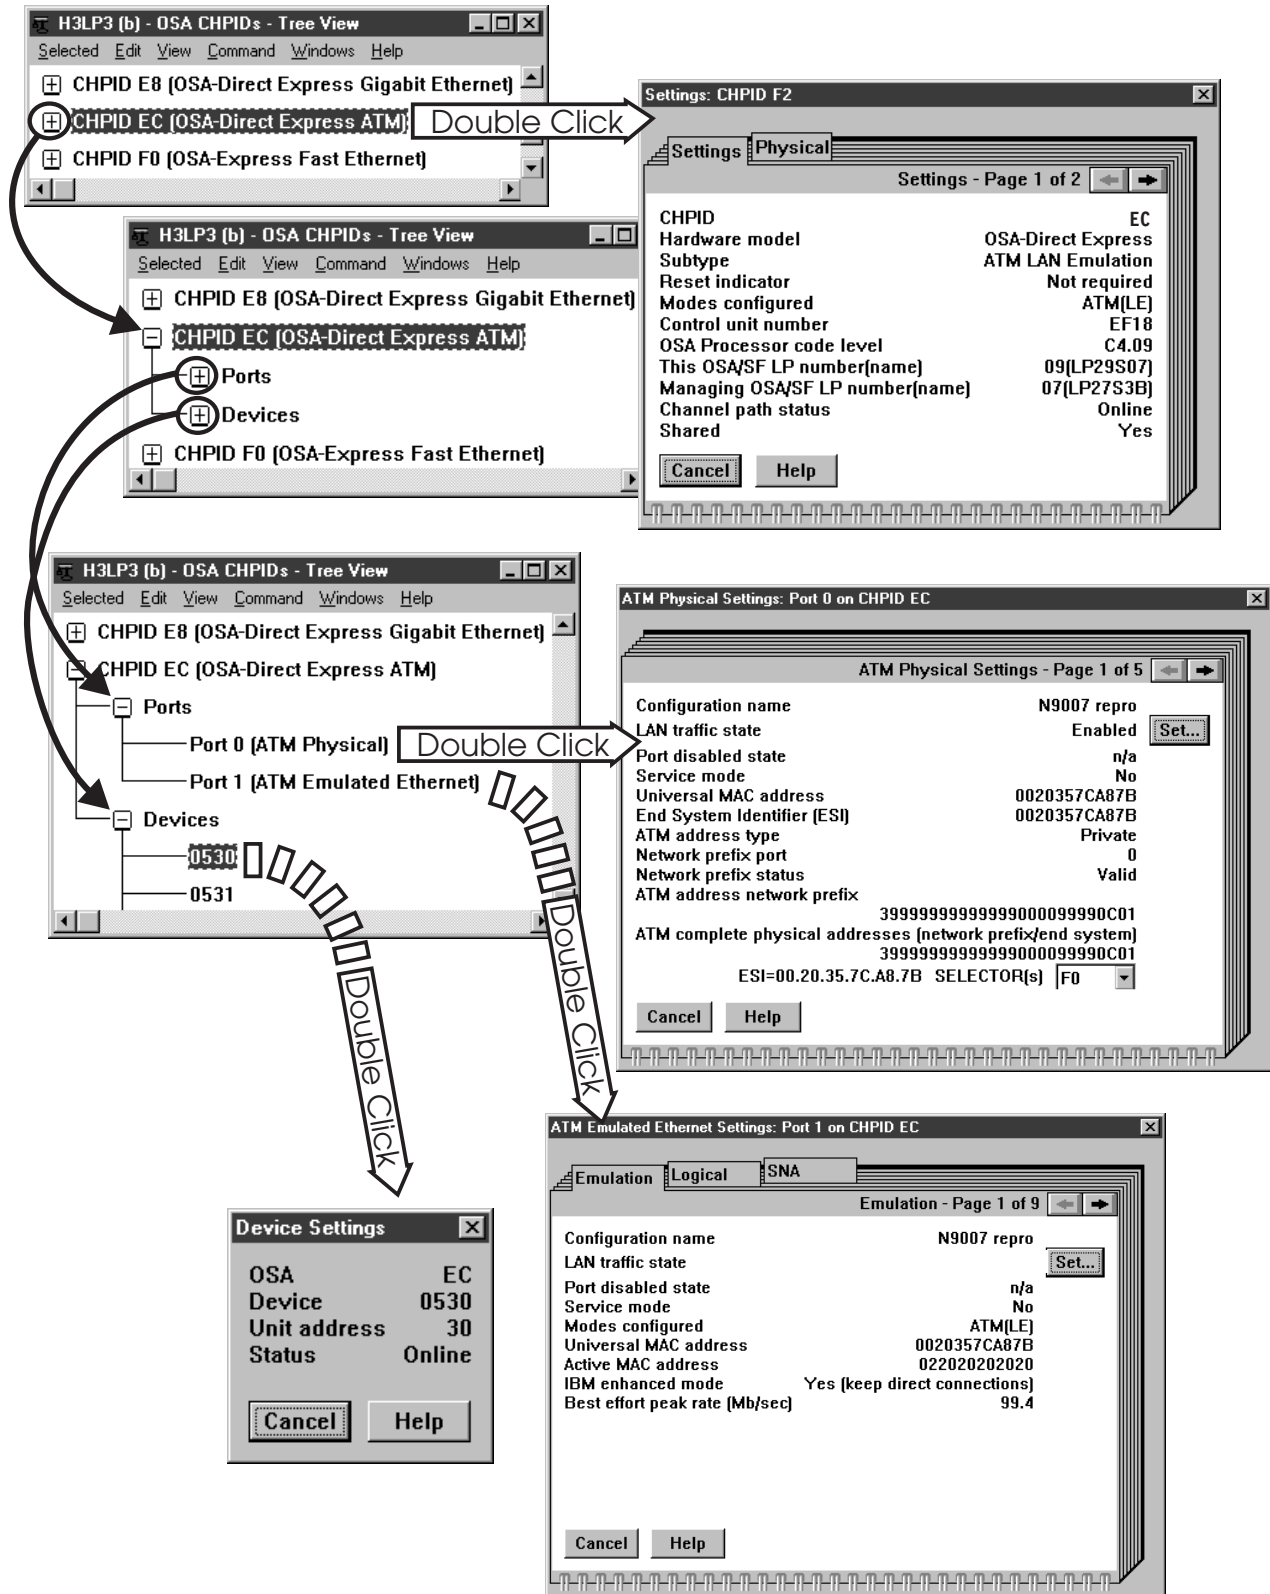 H3LP3 (b) - OSA CHPIDs - Tree View
Selected Edit View Command Windows Help
CHPID E8 (OSA-Direct Express Gigabit Ethernet)
CHPID EC (OSA-Direct Express ATM)
CHPID F0 (OSA-Express Fast Ethernet)
Double Click
Settings: CHPID F2
Settings Physical
Settings - Page 1 of 2
CHPID EC
Hardware model OSA-Direct Express
Subtype ATM LAN Emulation
Reset indicator Not required
Modes configured ATM(LE)
Control unit number EF18
OSA Processor code level C4.09
This OSA/SF LP number(name) 09(LP29S07)
Managing OSA/SF LP number(name) 07(LP27S3B)
Channel path status Online
Shared Yes
Cancel Help
H3LP3 (b) - OSA CHPIDs - Tree View
Selected Edit View Command Windows Help
CHPID E8 (OSA-Direct Express Gigabit Ethernet)
CHPID EC (OSA-Direct Express ATM)
Ports
Devices
CHPID F0 (OSA-Express Fast Ethernet)
H3LP3 (b) - OSA CHPIDs - Tree View
Selected Edit View Command Windows Help
CHPID E8 (OSA-Direct Express Gigabit Ethernet)
CHPID EC (OSA-Direct Express ATM)
Ports
Port 0 (ATM Physical)
Port 1 (ATM Emulated Ethernet)
Devices
0530
0531
Double Click
ATM Physical Settings: Port 0 on CHPID EC
ATM Physical Settings - Page 1 of 5
Configuration name N9007 repro
LAN traffic state Enabled Set...
Port disabled state n/a
Service mode No
Universal MAC address 0020357CA87B
End System Identifier (ESI) 0020357CA87B
ATM address type Private
Network prefix port 0
Network prefix status Valid
ATM address network prefix
39999999999999000099990C01
ATM complete physical addresses (network prefix/end system)
39999999999999000099990C01
ESI=00.20.35.7C.A8.7B SELECTOR(s) F0
Cancel Help
Double Click
Double Click
ATM Emulated Ethernet Settings: Port 1 on CHPID EC
Emulation Logical SNA
Emulation - Page 1 of 9
Configuration name N9007 repro
LAN traffic state Set...
Port disabled state n/a
Service mode No
Modes configured ATM(LE)
Universal MAC address 0020357CA87B
Active MAC address 022020202020
IBM enhanced mode Yes (keep direct connections)
Best effort peak rate (Mb/sec) 99.4
Cancel Help
Device Settings
OSA EC
Device 0530
Unit address 30
Status Online
Cancel Help